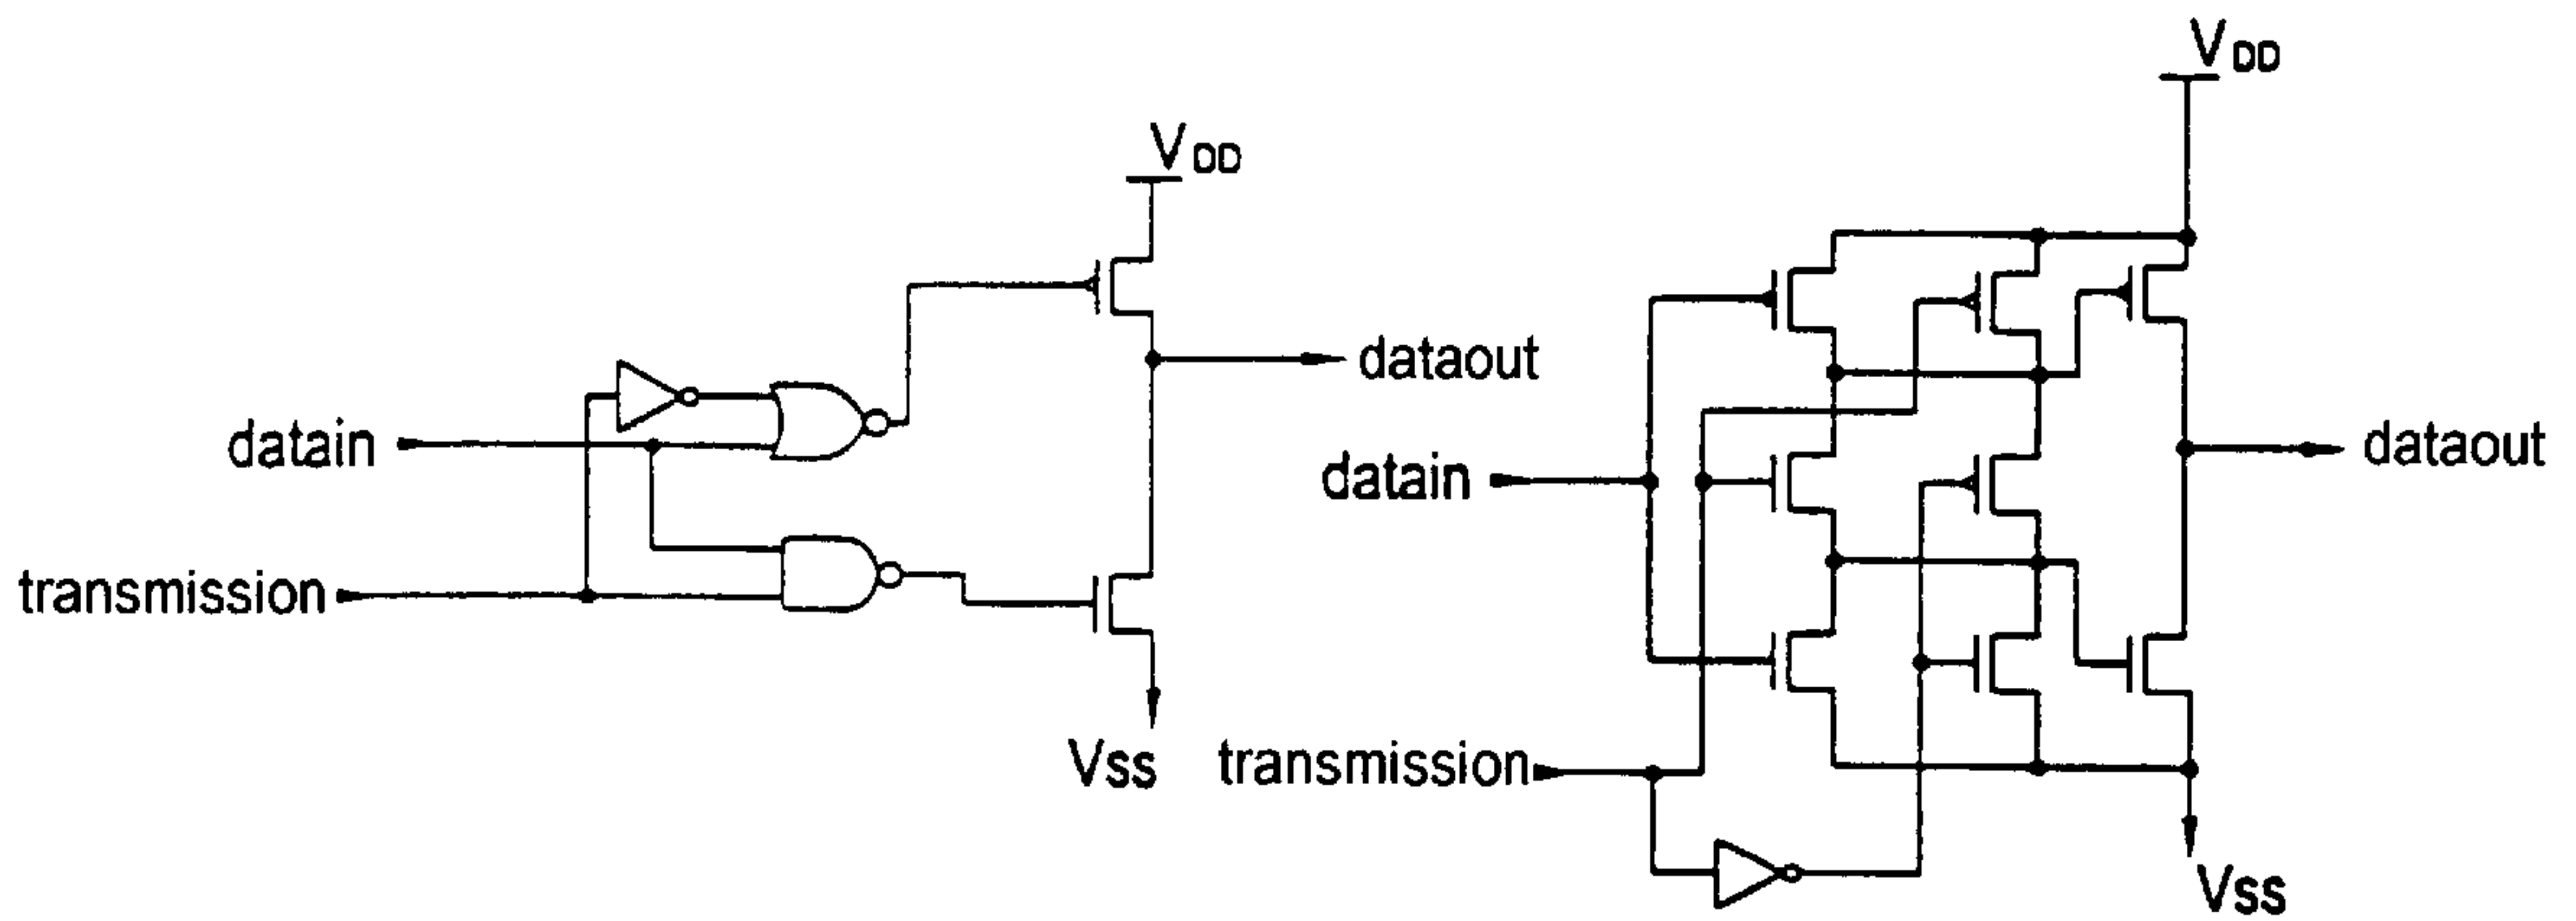 VDD
dataout
datain
transmission
Vss
VDD
dataout
datain
transmission
Vss